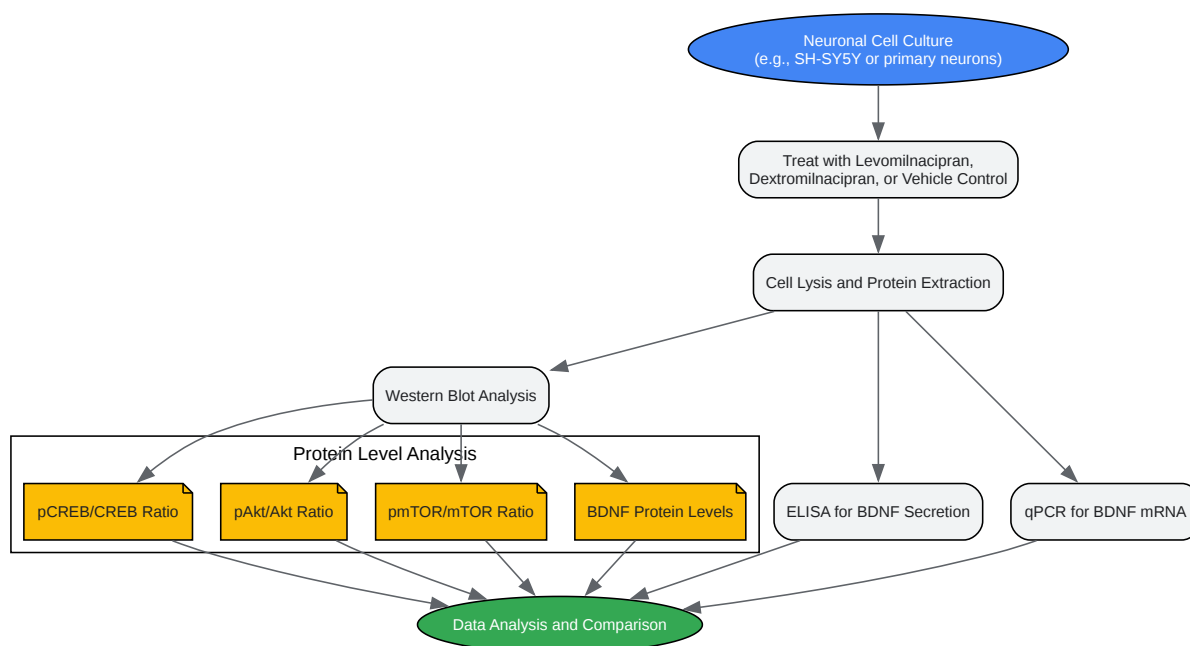 Neuronal Cell Culture
(e.g., SH-SY5Y or primary neurons)
Treat with Levomilnacipran,
Dextromilnacipran, or Vehicle Control
Cell Lysis and Protein Extraction
Western Blot Analysis
Protein Level Analysis
pCREB/CREB Ratio
pAkt/Akt Ratio
pmTOR/mTOR Ratio
BDNF Protein Levels
ELISA for BDNF Secretion
qPCR for BDNF mRNA
Data Analysis and Comparison